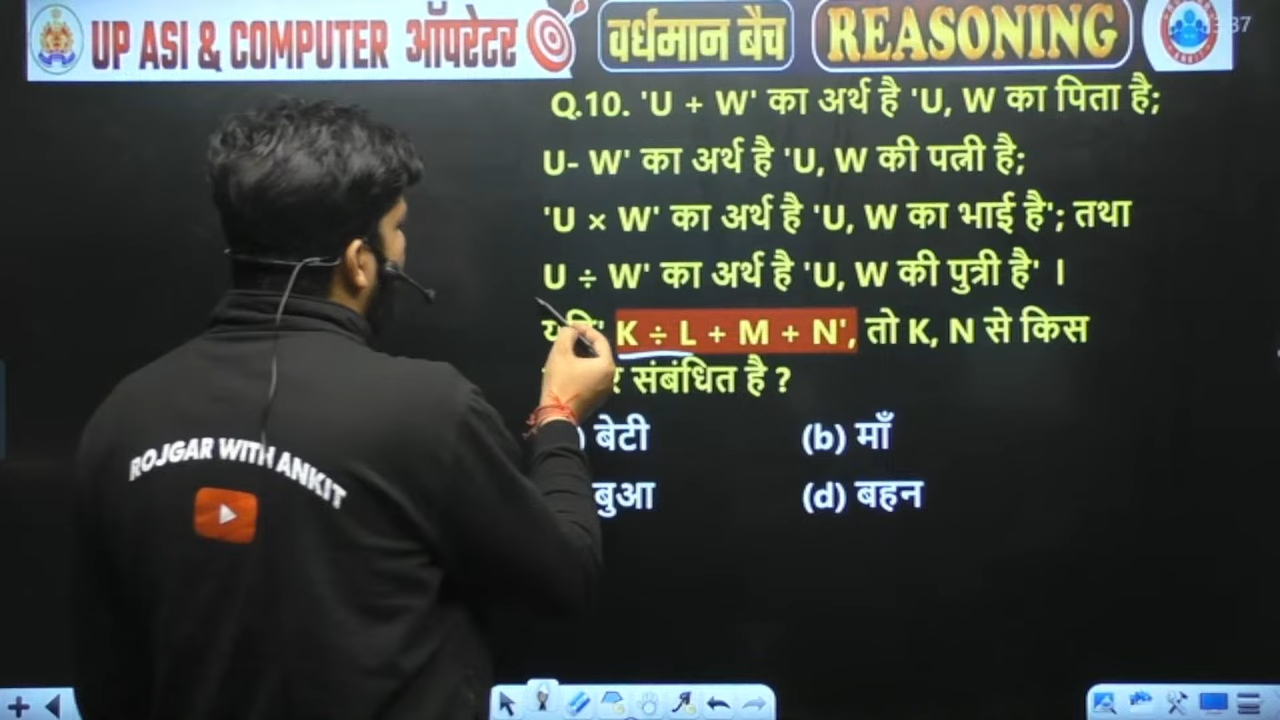 UP ASI & COMPUTER ऑपरेटर
वर्धमान बैच
REASONING
Q.10. 'U + W' का अर्थ है 'U, W का पिता है;
U- W' का अर्थ है 'U, W की पत्नी है;
'U × W' का अर्थ है 'U, W का भाई है'; तथा
U ÷ W' का अर्थ है 'U, W की पुत्री है' ।
K ÷ L + M + N', तो K, N से किस
संबंधित है ?
बेटी
(b) माँ
बुआ
(d) बहन
ROJGAR WITH ANKIT